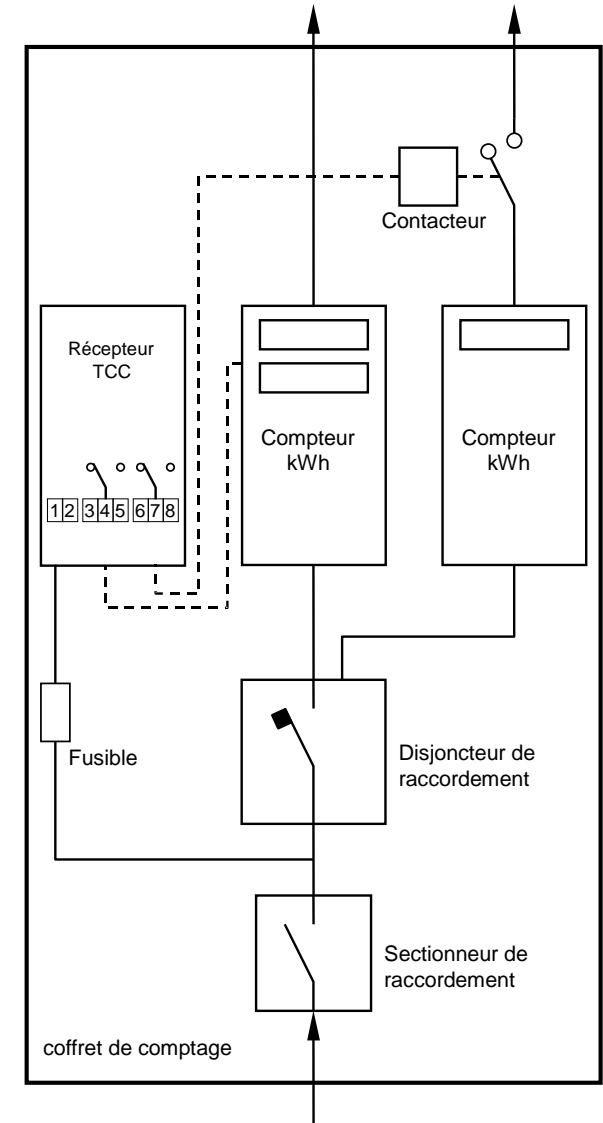 Contacteur
Récepteur
TCC
Compteur
kWh
Compteur
kWh
1 2 3 4 5 6 7 8
Fusible
Disjoncteur de
raccordement
Sectionneur de
raccordement
coffret de comptage